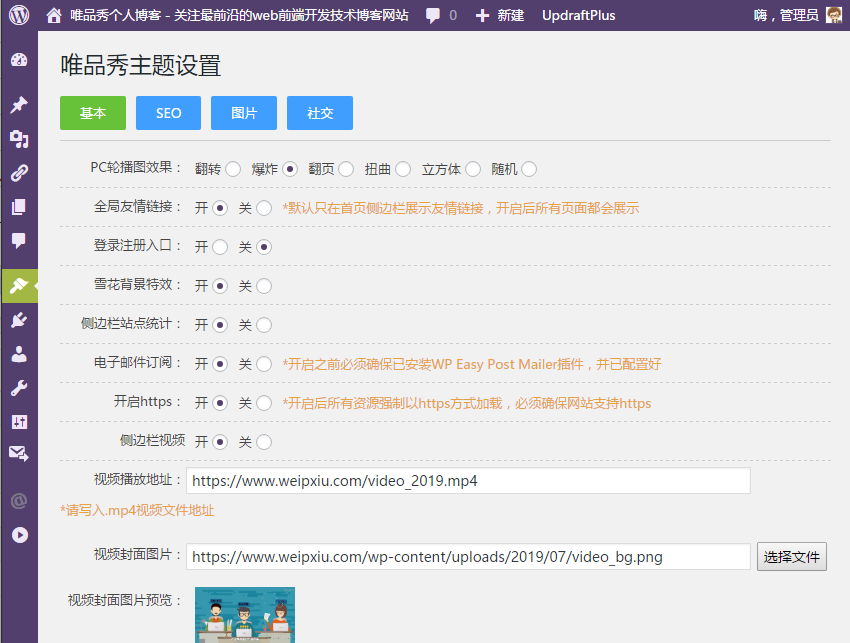 唯品秀个人博客 - 关注最前沿的web前端开发技术博客网站 0 新建 UpdraftPlus 嗨，管理员
唯品秀主题设置
基本 SEO 图片 社交
PC轮播图效果： 翻转 爆炸 翻页 扭曲 立方体 随机
全局友情链接： 开 关 *默认只在首页侧边栏展示友情链接，开启后所有页面都会展示
登录注册入口： 开 关
雪花背景特效： 开 关
侧边栏站点统计： 开 关
电子邮件订阅： 开 关 *开启之前必须确保已安装WP Easy Post Mailer插件，并已配置好
开启https： 开 关 *开启后所有资源强制以https方式加载，必须确保网站支持https
侧边栏视频 开 关
视频播放地址： https://www.weipxiu.com/video_2019.mp4
*请写入.mp4视频文件地址
视频封面图片： https://www.weipxiu.com/wp-content/uploads/2019/07/video_bg.png 选择文件
视频封面图片预览：